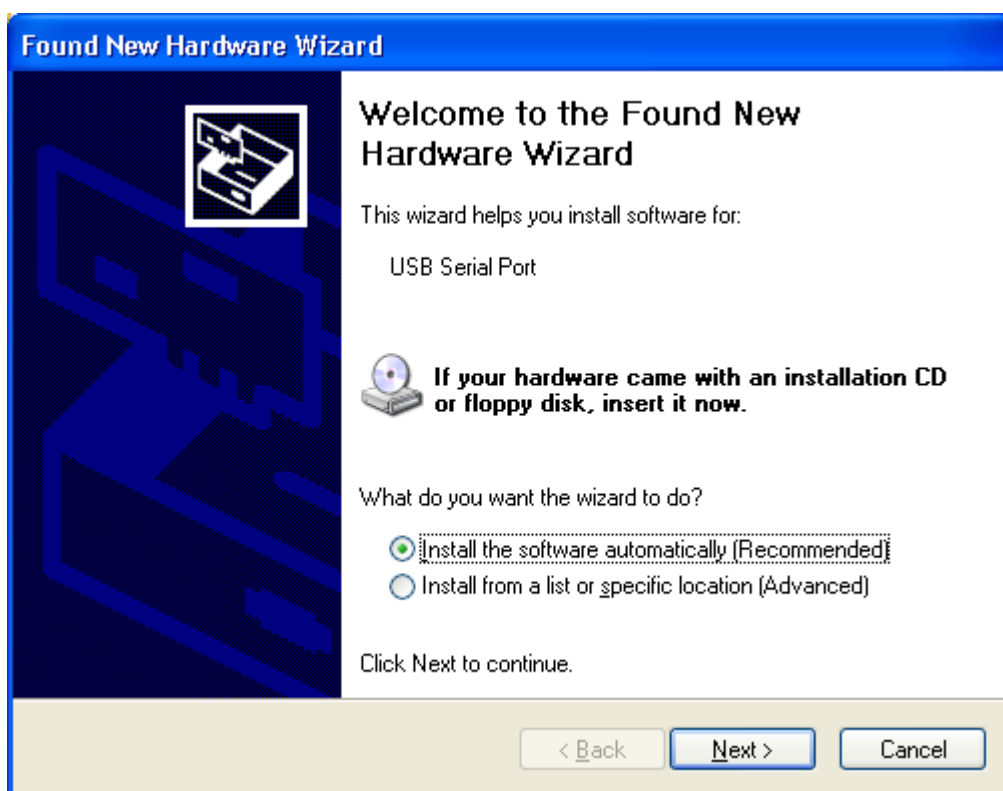 Found New Hardware Wizard
Welcome to the Found New
Hardware Wizard
This wizard helps you install software for:
USB Serial Port
If your hardware came with an installation CD
or floppy disk, insert it now.
What do you want the wizard to do?
Install the software automatically (Recommended)
Install from a list or specific location (Advanced)
Click Next to continue.
< Back Next > Cancel